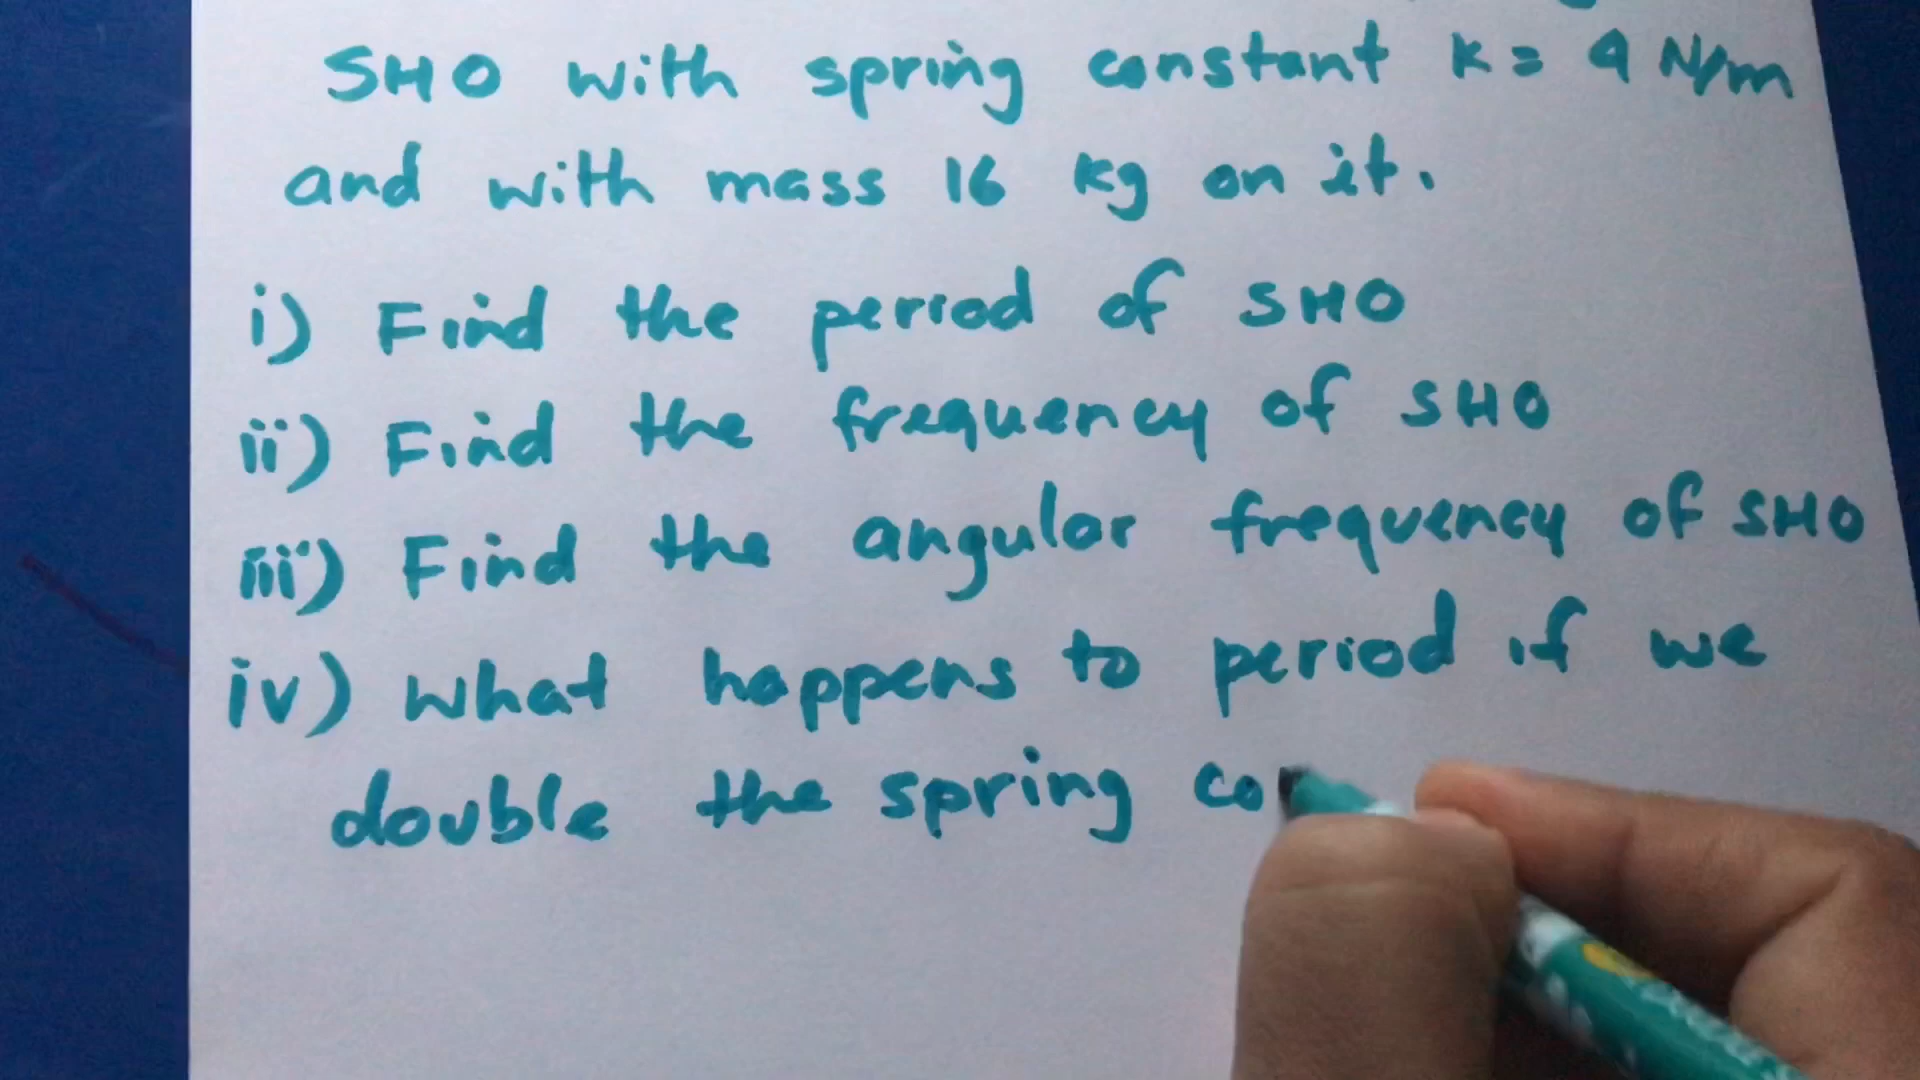 SHO with spring constant k = 4 N/m
and with mass 16 kg on it.
i) Find the period of SHO
ii) Find the frequency of SHO
iii) Find the angular frequency of SHO
iv) What happens to period if we
double the spring co